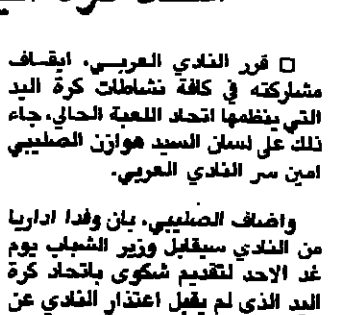 □ قرر النادي العربـــي، ايقـــاف
مشاركته في كافة نشاطات كرة اليد
التي ينظمها اتحاد اللعبة الحالي، جاء
ذلك على لسان السيد هوازن الصليبي
امين سر النادي العربي.
واضاف الصليبي، بان وفدا اداريا
من النادي سيقابل وزير الشباب يوم
غد الاحد لتقديم شكوى باتحاد كرة
اليد الذي لم يقبل اعتذار النادي عن